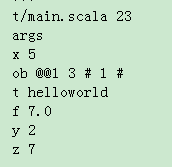 t/main.scala 23
args
x 5
ob @@1 3 # 1 #
t helloworld
f 7.0
y 2
z 7